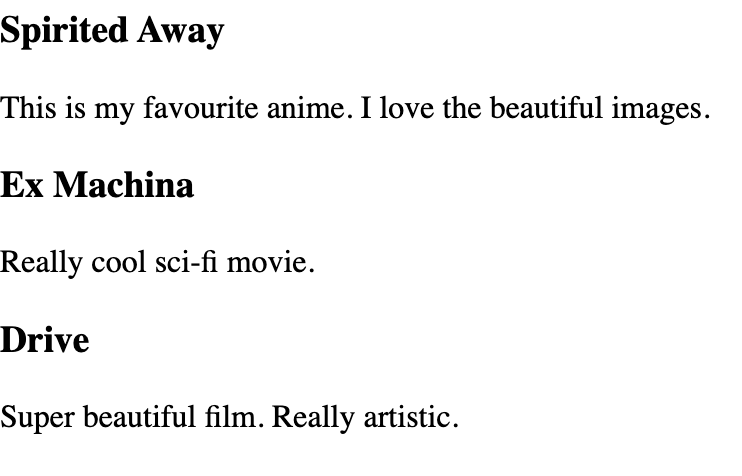 Spirited Away
This is my favourite anime. I love the beautiful images.
Ex Machina
Really cool sci-fi movie.
Drive
Super beautiful film. Really artistic.